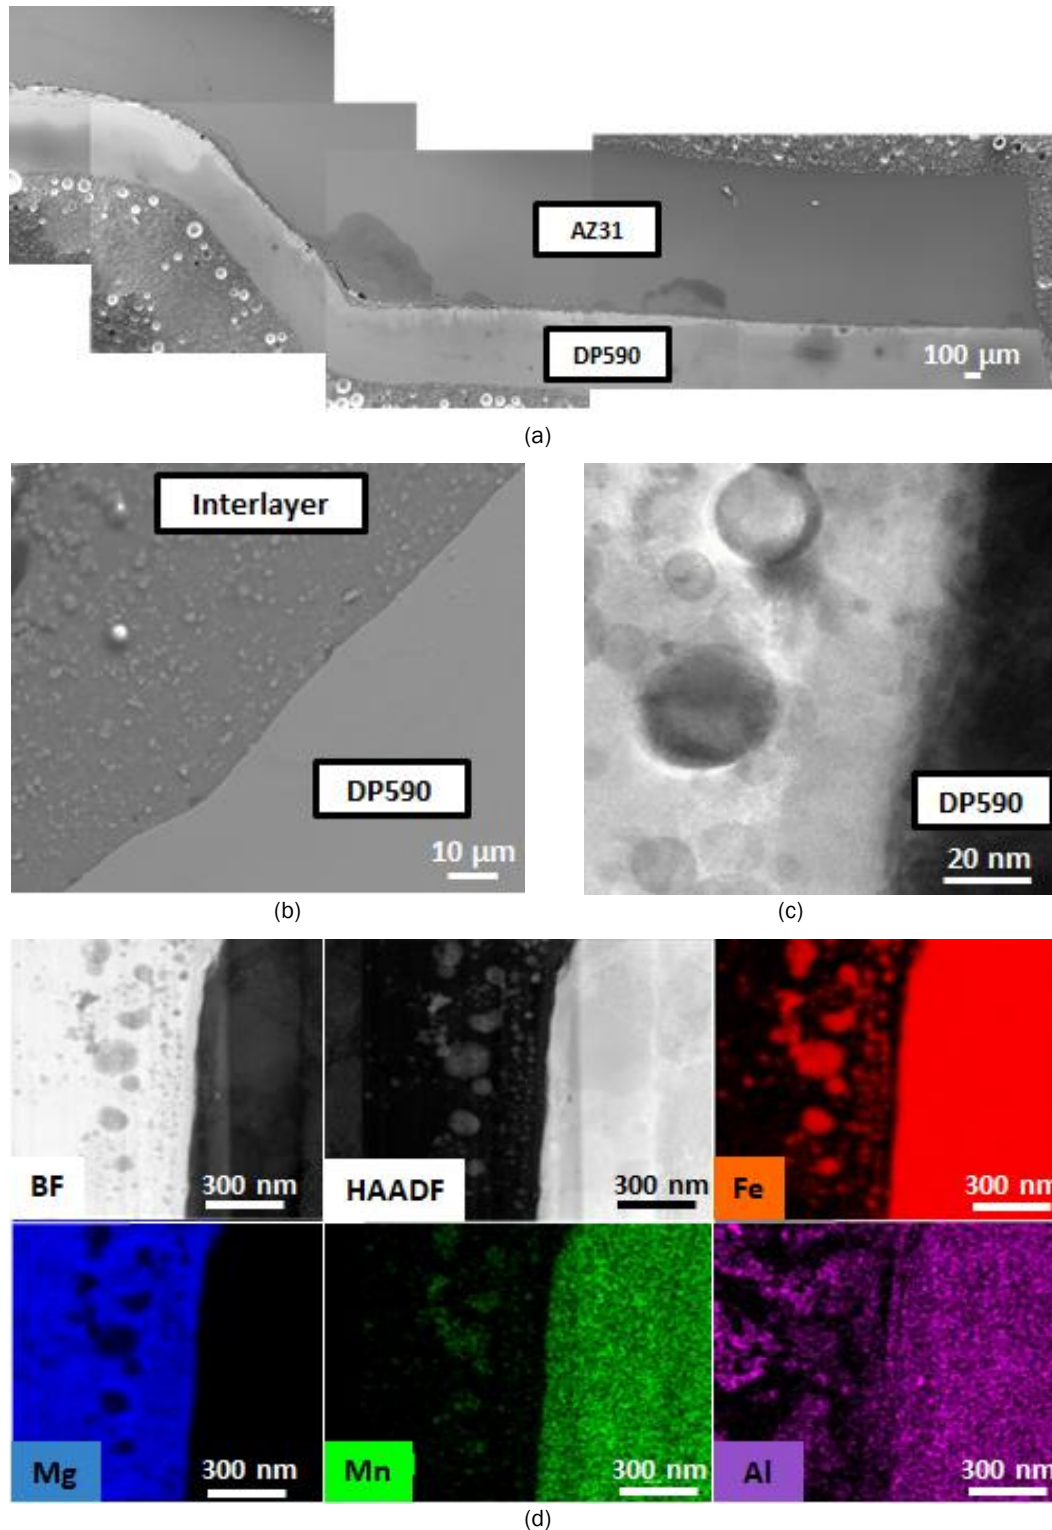 AZ31
DP590
100 µm
(a)
Interlayer
DP590
10 µm
DP590
20 nm
(b)
(c)
BF
300 nm
HAADF
300 nm
Fe
300 nm
Mg
300 nm
Mn
300 nm
Al
300 nm
(d)